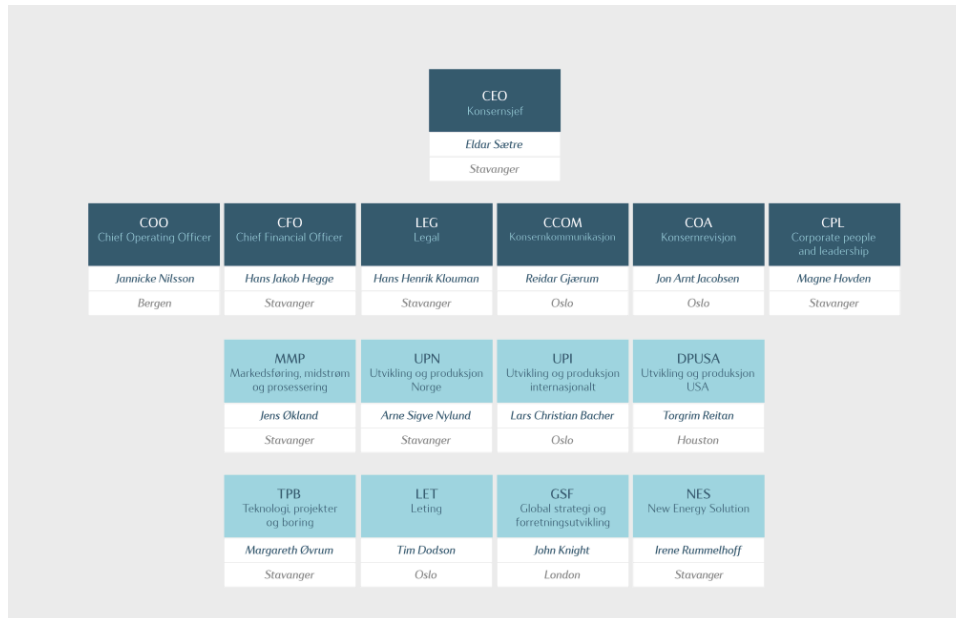 CEO
Konsernsjef
Eldar Sætre
Stavanger
COO
Chief Operating Officer
Jannicke Nilsson
Bergen
CFO
Chief Financial Officer
Hans Jakob Hegge
Stavanger
LEG
Legal
Hans Henrik Klouman
Stavanger
CCOM
Konsernkommunikasjon
Reidar Gjærum
Oslo
COA
Konsernrevisjon
Jon Arnt Jacobsen
Oslo
CPL
Corporate people
and leadership
Magne Hovden
Stavanger
MMP
Markedsføring, midstrøm
og prosessering
Jens Økland
Stavanger
UPN
Utvikling og produksjon
Norge
Arne Sigve Nylund
Stavanger
UPI
Utvikling og produksjon
internasjonalt
Lars Christian Bacher
Oslo
DPUSA
Utvikling og produksjon
USA
Torgrim Reitan
Houston
TPB
Teknologi, projekter
og boring
Margareth Øvrum
Stavanger
LET
Leting
Tim Dodson
Oslo
GSF
Global strategi og
forretningsutvikling
John Knight
London
NES
New Energy Solution
Irene Rummelhoff
Stavanger